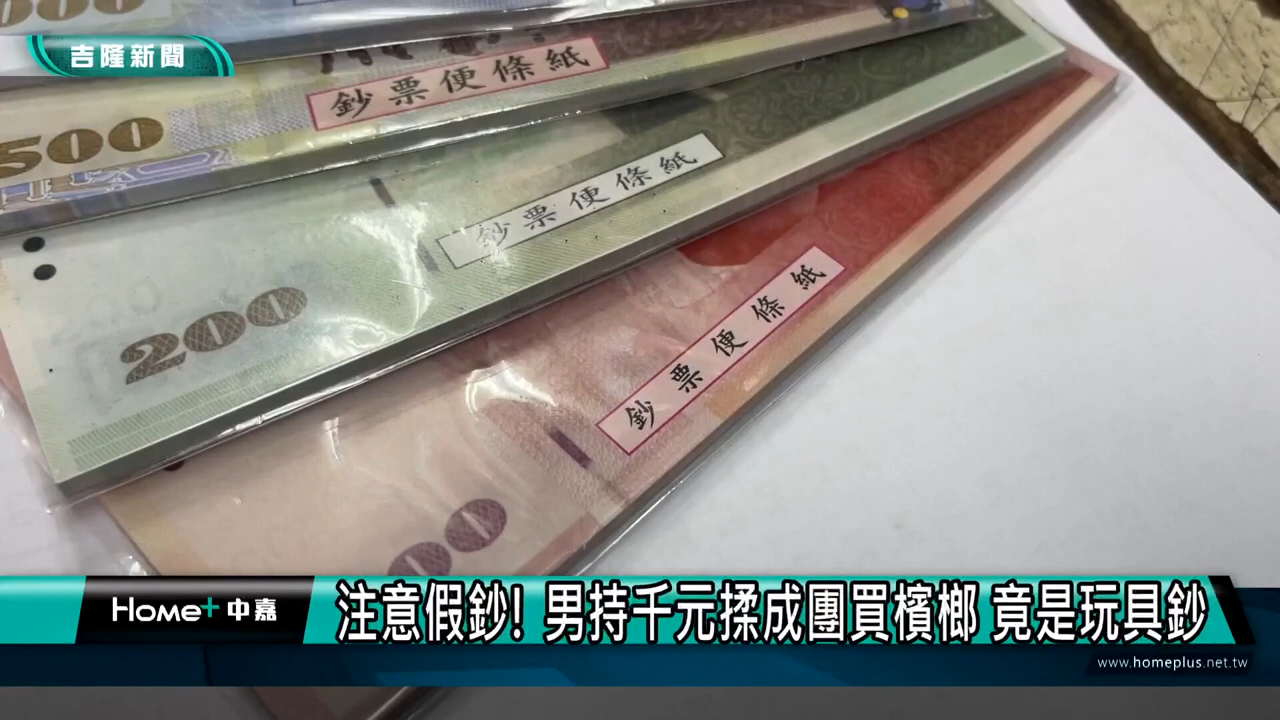 000
吉隆新聞
鈔票便條紙
500
鈔票便條紙
200
鈔票便條紙
00
Home+中嘉
注意假鈔! 男持千元揉成團買檳榔 竟是玩具鈔
www.homeplus.net.tw